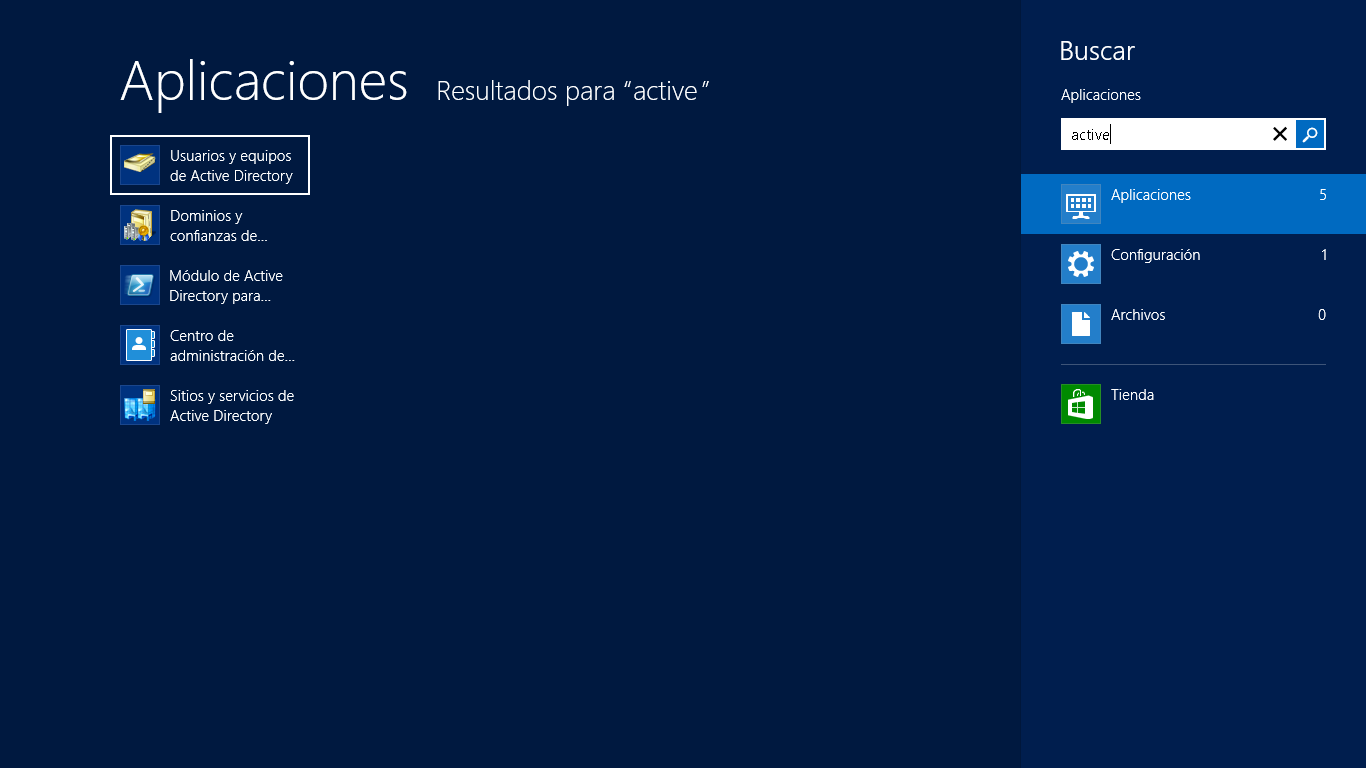 Aplicaciones
Resultados para “active”
Usuarios y equipos
de Active Directory
Dominios y
confianzas de...
Módulo de Active
Directory para...
Centro de
administración de...
Sitios y servicios de
Active Directory
Buscar
Aplicaciones
active
Aplicaciones 5
Configuración 1
Archivos 0
Tienda